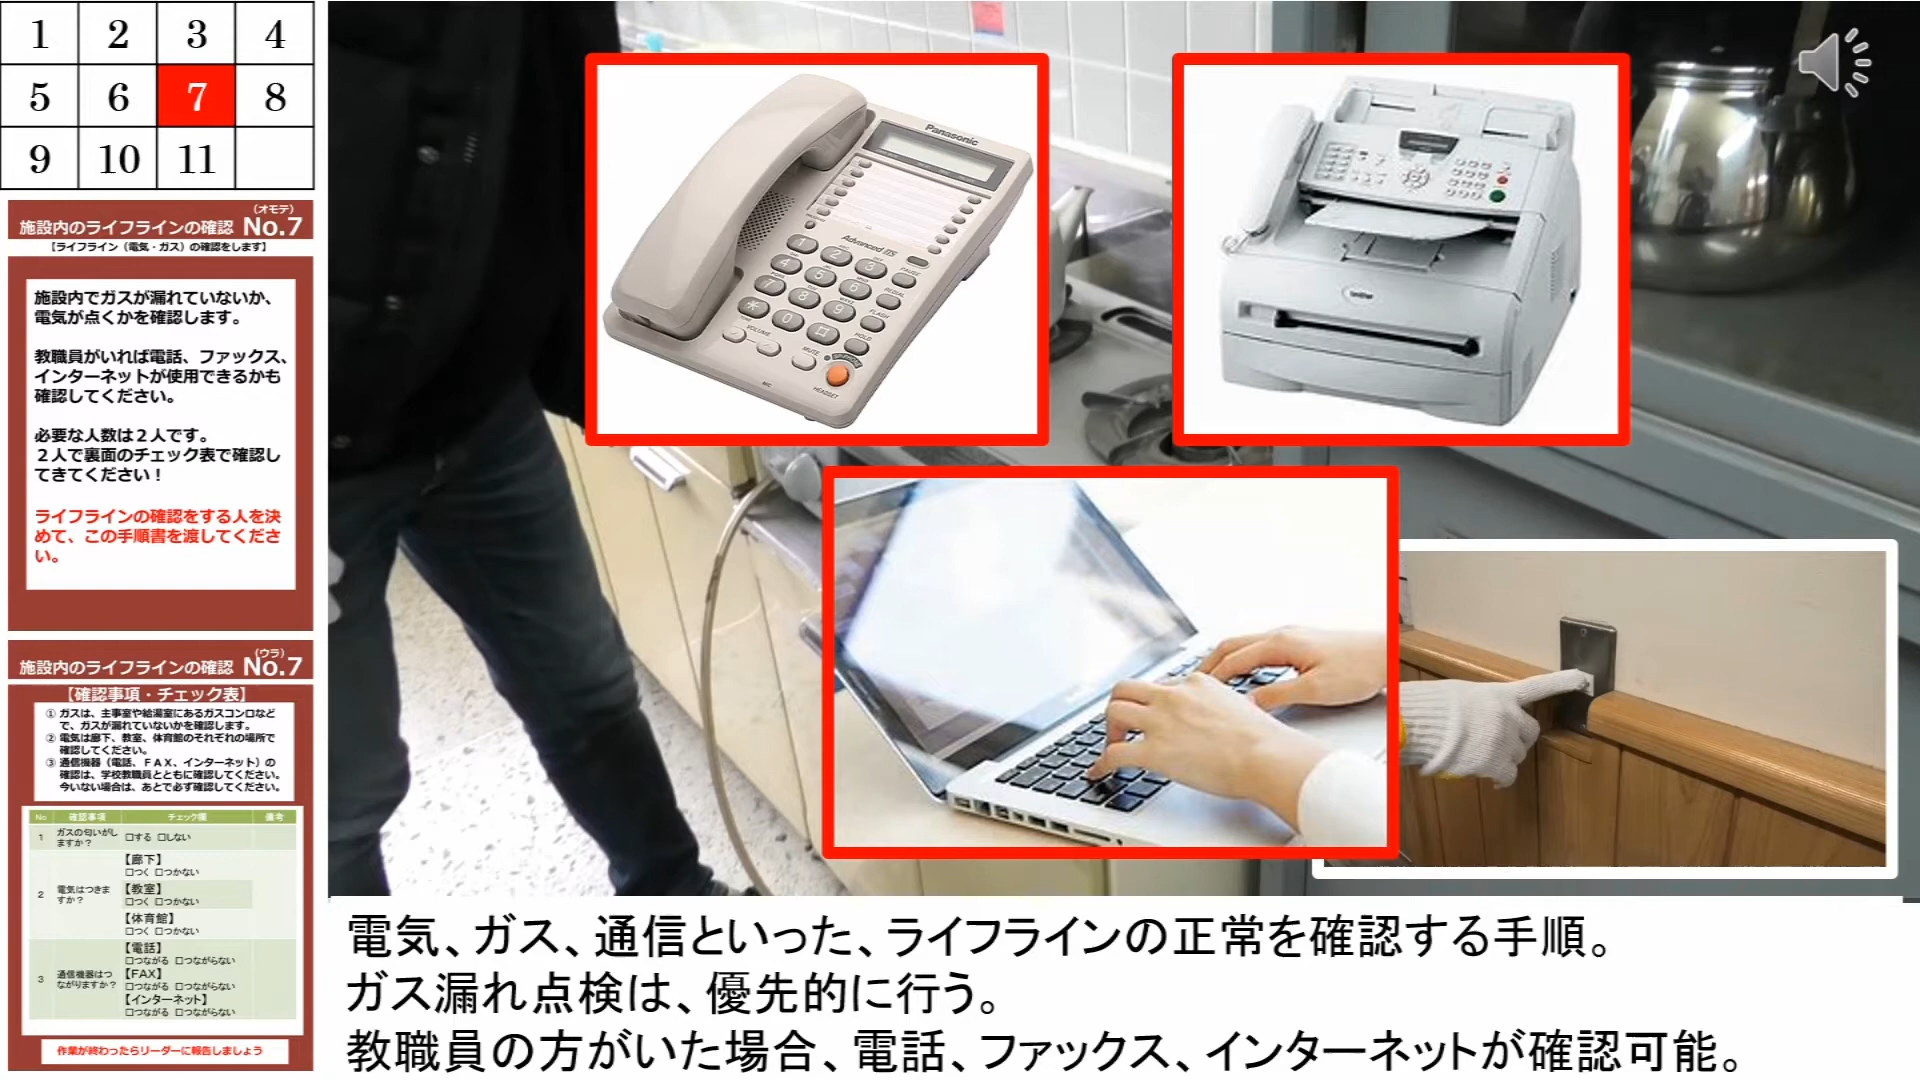 1 2 3 4
5 6 7 8
9 10 11
施設内のライフラインの確認 (オモテ) No.7
【ライフライン（電気・ガス）の確認をします】
施設内でガスが漏れていないか、
電気が点くかを確認します。
教職員がいれば電話、ファックス、
インターネットが使用できるかも
確認してください。
必要な人数は２人です。
２人で裏面のチェック表で確認し
てきてください！
ライフラインの確認をする人を決
めて、この手順書を渡してくださ
い。
施設内のライフラインの確認 (ウラ) No.7
【確認事項・チェック表】
① ガスは、主事室や給湯室にあるガスコンロなど
で、ガスが漏れていないかを確認します。
② 電気は廊下、教室、体育館のそれぞれの場所で
確認してください。
③ 通信機器（電話、ＦＡＸ、インターネット）の
確認は、学校教職員とともに確認してください。
今いない場合は、あとで必ず確認してください。
No 確認事項 チェック欄 備考
1 ガスの匂いがし
ますか？ □する □しない
2 電気はつきま
すか？
【廊下】
□つく □つかない
【教室】
□つく □つかない
【体育館】
□つく □つかない
3 通信機器はつ
ながりますか？
【電話】
□つながる □つながらない
【FAX】
□つながる □つながらない
【インターネット】
□つながる □つながらない
作業が終わったらリーダーに報告しましょう
Panasonic
Advanced ITS
PAUSE
REDIAL
FLASH
HOLD
1 2 3
4 5 6
7 8 9
* 0 #
VOLUME
MUTE
MIC
HEADSET
brother
電気、ガス、通信といった、ライフラインの正常を確認する手順。
ガス漏れ点検は、優先的に行う。
教職員の方がいた場合、電話、ファックス、インターネットが確認可能。